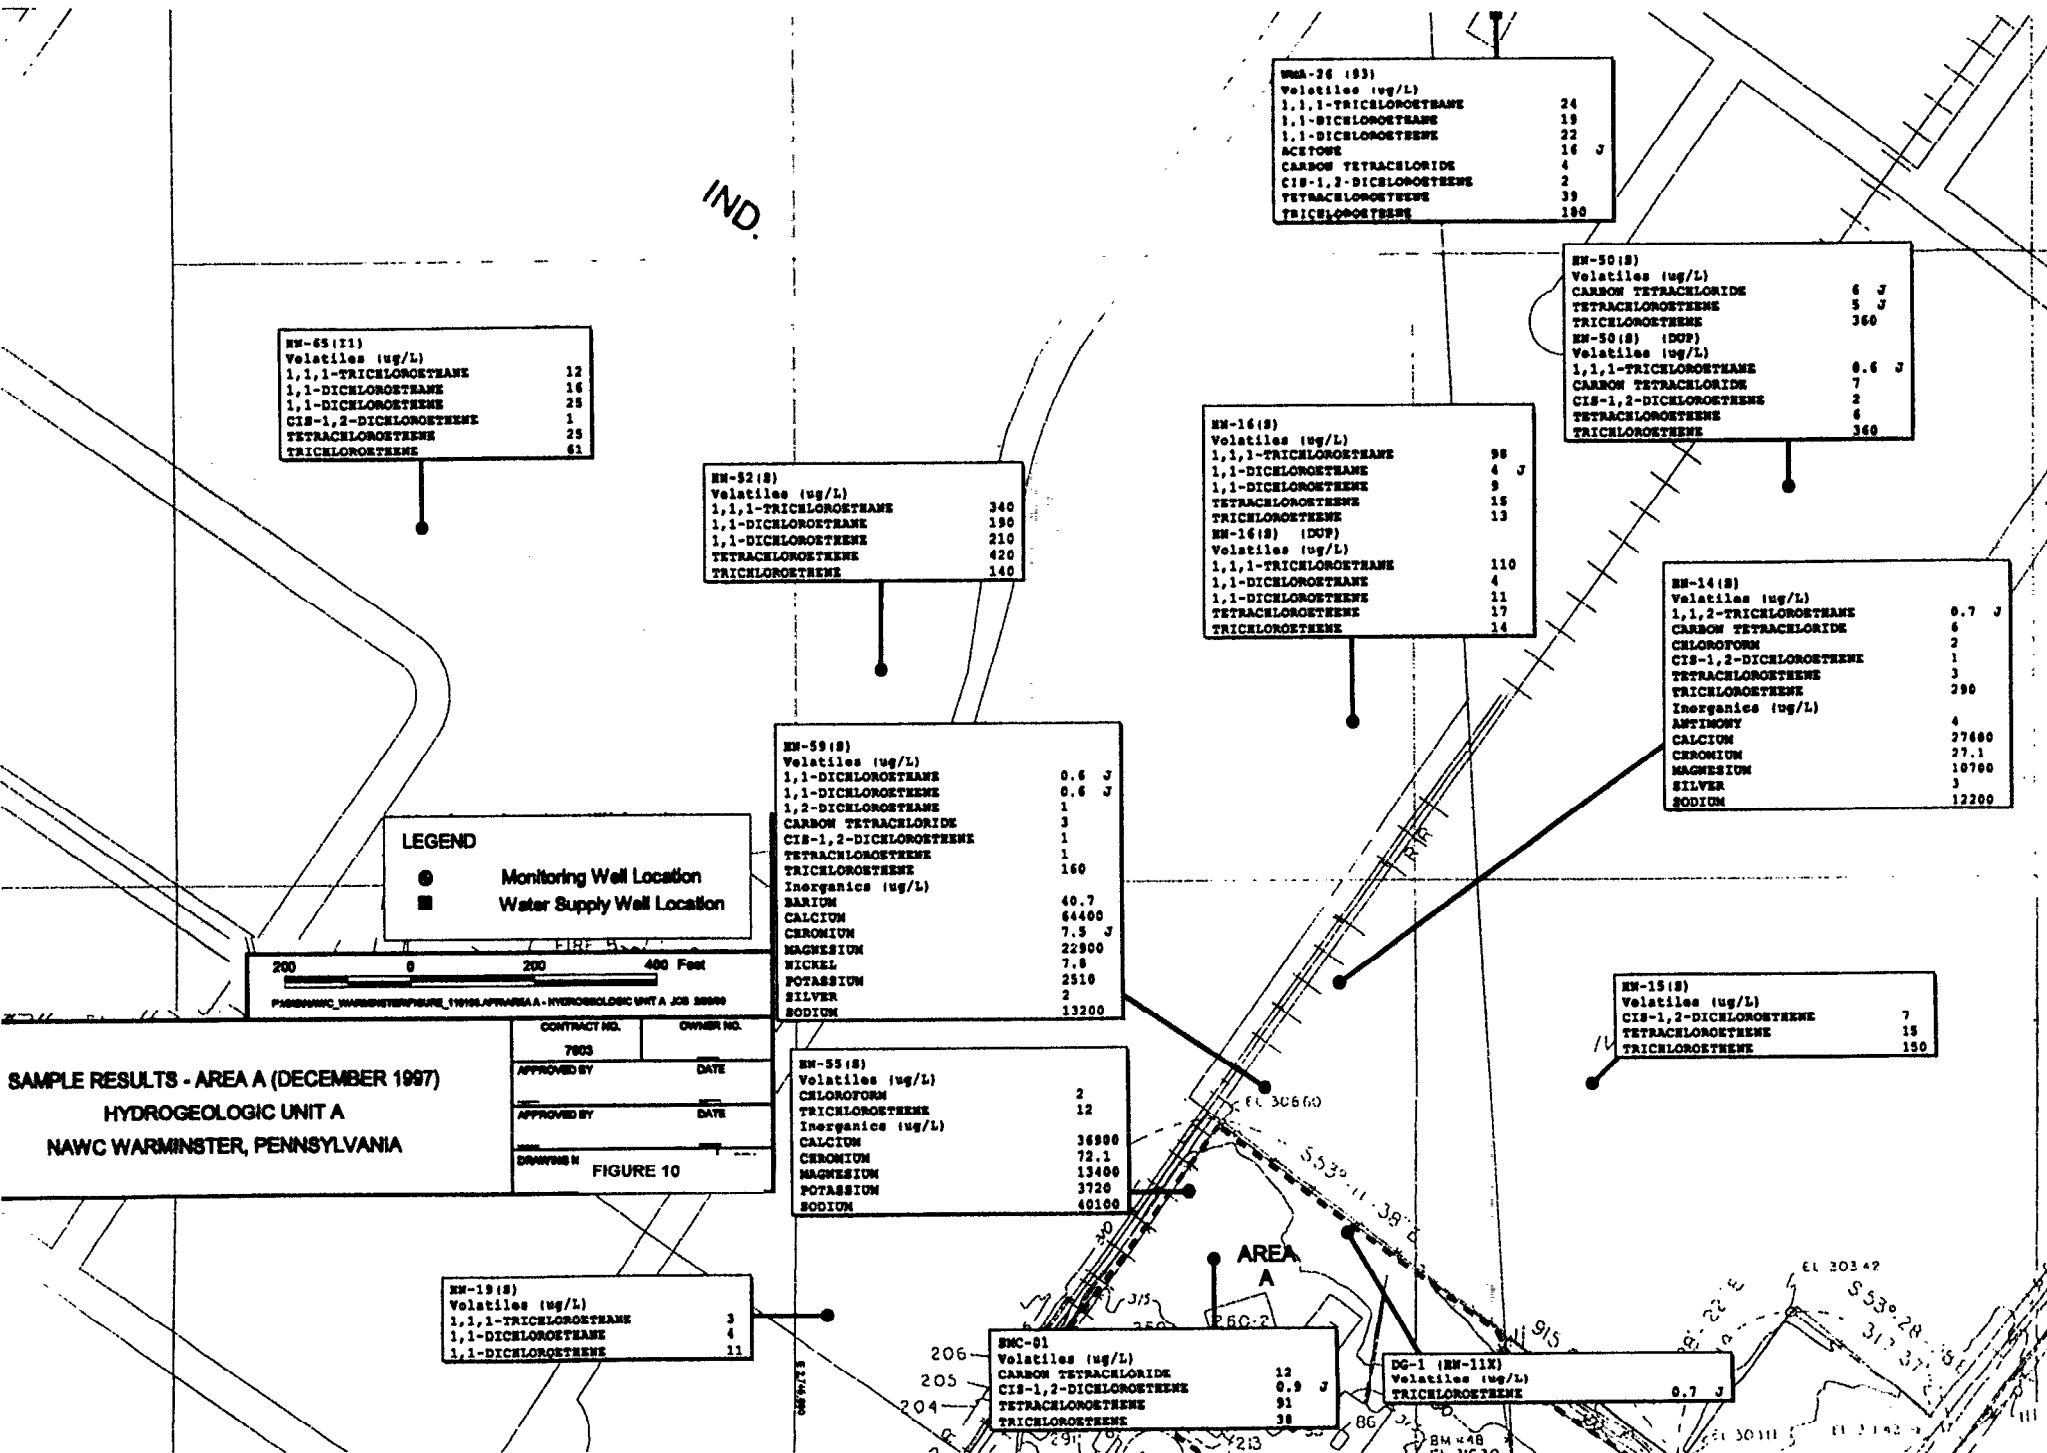 WMA-26 (S3)
Volatiles (ug/L)
1,1,1-TRICHLOROETHANE 24
1,1-DICHLOROETHANE 19
1,1-DICHLOROETHENE 22
ACETONE 16 J
CARBON TETRACHLORIDE 4
CIS-1,2-DICHLOROETHENE 2
TETRACHLOROETHENE 39
TRICHLOROETHENE 180
IND.
HN-50(S)
Volatiles (ug/L)
CARBON TETRACHLORIDE 6 J
TETRACHLOROETHENE 5 J
TRICHLOROETHENE 360
HN-50(S) (DUP)
Volatiles (ug/L)
1,1,1-TRICHLOROETHANE 0.6 J
CARBON TETRACHLORIDE 7
CIS-1,2-DICHLOROETHENE 2
TETRACHLOROETHENE 6
TRICHLOROETHENE 360
HN-65(I1)
Volatiles (ug/L)
1,1,1-TRICHLOROETHANE 12
1,1-DICHLOROETHANE 16
1,1-DICHLOROETHENE 25
CIS-1,2-DICHLOROETHENE 1
TETRACHLOROETHENE 25
TRICHLOROETHENE 61
HN-16(S)
Volatiles (ug/L)
1,1,1-TRICHLOROETHANE 98
1,1-DICHLOROETHANE 4 J
1,1-DICHLOROETHENE 9
TETRACHLOROETHENE 15
TRICHLOROETHENE 13
HN-16(S) (DUP)
Volatiles (ug/L)
1,1,1-TRICHLOROETHANE 110
1,1-DICHLOROETHANE 4
1,1-DICHLOROETHENE 11
TETRACHLOROETHENE 17
TRICHLOROETHENE 14
HN-52(S)
Volatiles (ug/L)
1,1,1-TRICHLOROETHANE 340
1,1-DICHLOROETHANE 190
1,1-DICHLOROETHENE 210
TETRACHLOROETHENE 420
TRICHLOROETHENE 140
HN-14(S)
Volatiles (ug/L)
1,1,2-TRICHLOROETHANE 0.7 J
CARBON TETRACHLORIDE 6
CHLOROFORM 2
CIS-1,2-DICHLOROETHENE 1
TETRACHLOROETHENE 3
TRICHLOROETHENE 290
Inorganics (ug/L)
ANTIMONY 4
CALCIUM 27600
CHROMIUM 27.1
MAGNESIUM 10700
SILVER 3
SODIUM 12200
HN-59(S)
Volatiles (ug/L)
1,1-DICHLOROETHANE 0.6 J
1,1-DICHLOROETHENE 0.6 J
1,2-DICHLOROETHANE 1
CARBON TETRACHLORIDE 3
CIS-1,2-DICHLOROETHENE 1
TETRACHLOROETHENE 1
TRICHLOROETHENE 160
Inorganics (ug/L)
BARIUM 40.7
CALCIUM 64400
CHROMIUM 7.5 J
MAGNESIUM 22900
NICKEL 7.8
POTASSIUM 2510
SILVER 2
SODIUM 13200
LEGEND
Monitoring Well Location
Water Supply Well Location
200 0 200 400 Feet
RR
HN-15(S)
Volatiles (ug/L)
CIS-1,2-DICHLOROETHENE 7
TETRACHLOROETHENE 15
TRICHLOROETHENE 150
CONTRACT NO. OWNER NO.
7603
APPROVED BY DATE
APPROVED BY DATE
FIGURE 10
SAMPLE RESULTS - AREA A (DECEMBER 1997)
HYDROGEOLOGIC UNIT A
NAWC WARMINSTER, PENNSYLVANIA
HN-55(S)
Volatiles (ug/L)
CHLOROFORM 2
TRICHLOROETHENE 12
Inorganics (ug/L)
CALCIUM 36900
CHROMIUM 72.1
MAGNESIUM 13400
POTASSIUM 3720
SODIUM 40100
EL 306.60
AREA
A
EL 303.42
HN-19(S)
Volatiles (ug/L)
1,1,1-TRICHLOROETHANE 3
1,1-DICHLOROETHANE 4
1,1-DICHLOROETHENE 11
315
260-2
915
206
205
204
SMC-01
Volatiles (ug/L)
CARBON TETRACHLORIDE 12
CIS-1,2-DICHLOROETHENE 0.9 J
TETRACHLOROETHENE 91
TRICHLOROETHENE 38
DG-1 (HN-11X)
Volatiles (ug/L)
TRICHLOROETHENE 0.7 J
291
213
86